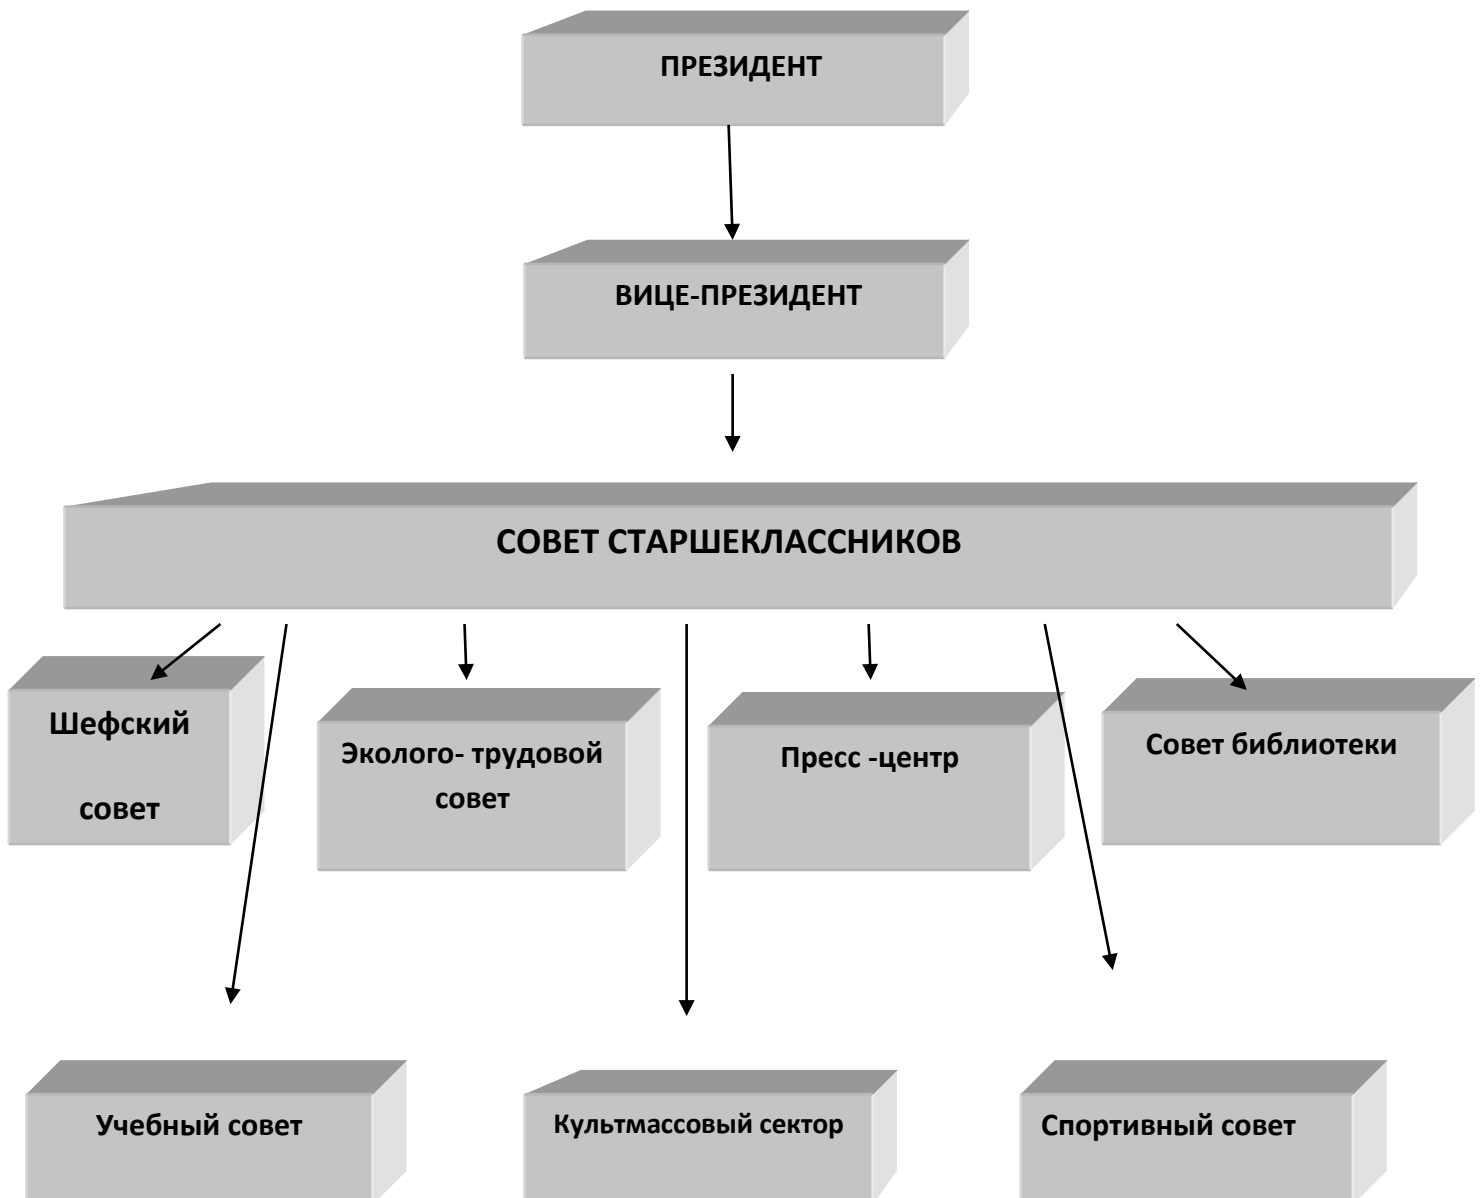 ПРЕЗИДЕНТ
ВИЦЕ-ПРЕЗИДЕНТ
СОВЕТ СТАРШЕКЛАССНИКОВ
Шефский
совет
Эколого- трудовой
совет
Пресс -центр
Совет библиотеки
Учебный совет
Культмассовый сектор
Спортивный совет